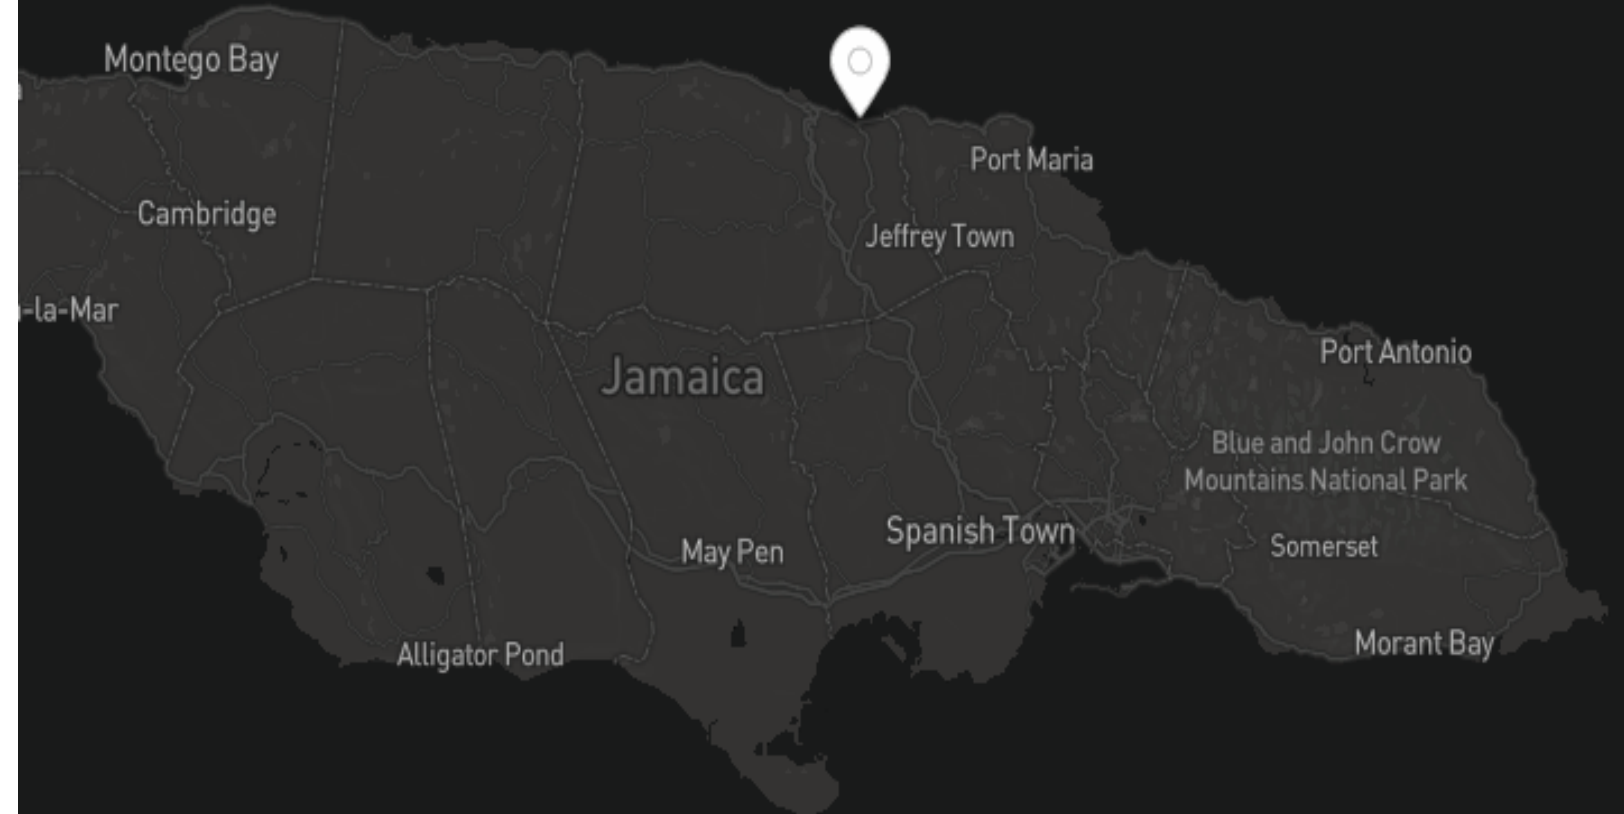 Montego Bay
Port Maria
Cambridge
Jeffrey Town
-la-Mar
Port Antonio
Jamaica
Blue and John Crow
Mountains National Park
Spanish Town
Somerset
May Pen
Morant Bay
Alligator Pond